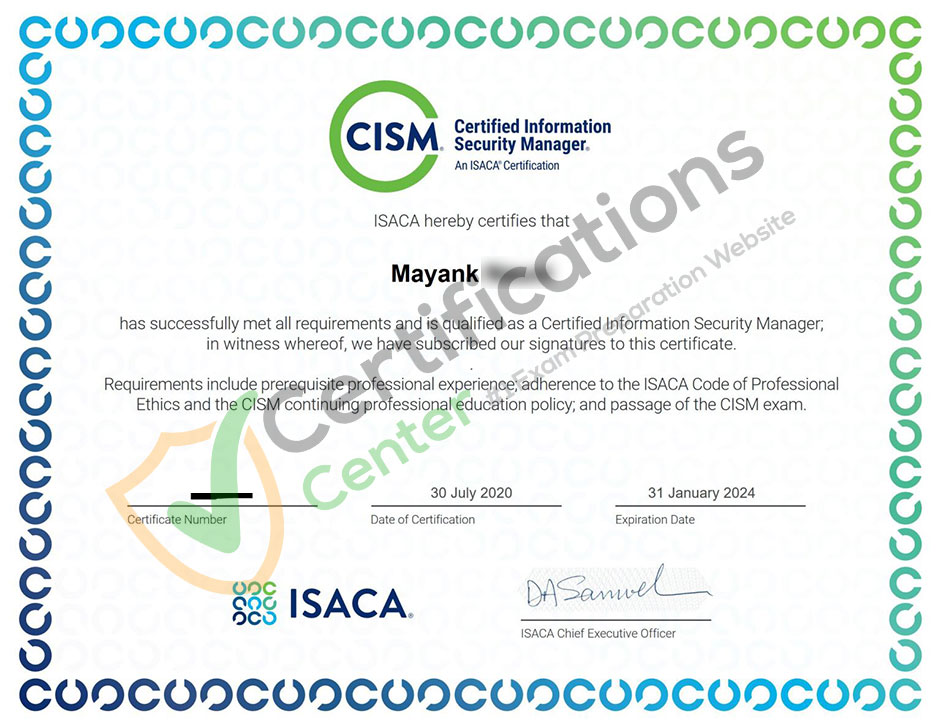 CISM®
Certified Information
Security Manager®
An ISACA® Certification
ISACA hereby certifies that
Mayank
has successfully met all requirements and is qualified as a Certified Information Security Manager;
in witness whereof, we have subscribed our signatures to this certificate.
Requirements include prerequisite professional experience; adherence to the ISACA Code of Professional
Ethics and the CISM continuing professional education policy; and passage of the CISM exam.
Certifications
Center
#1 Exam Preparation Website
30 July 2020
31 January 2024
Certificate Number
Date of Certification
Expiration Date
ISACA®
DASamuel
ISACA Chief Executive Officer